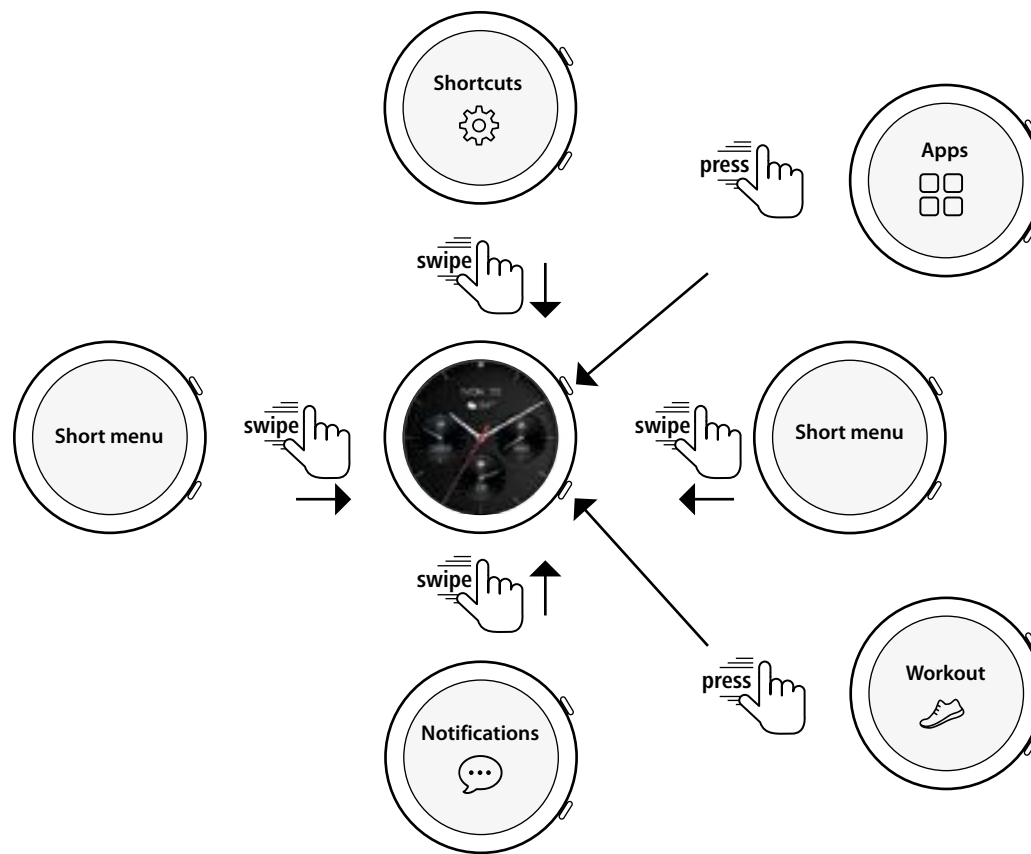 Shortcuts
press
Apps
swipe
Short menu
swipe
swipe
Short menu
swipe
press
Workout
Notifications